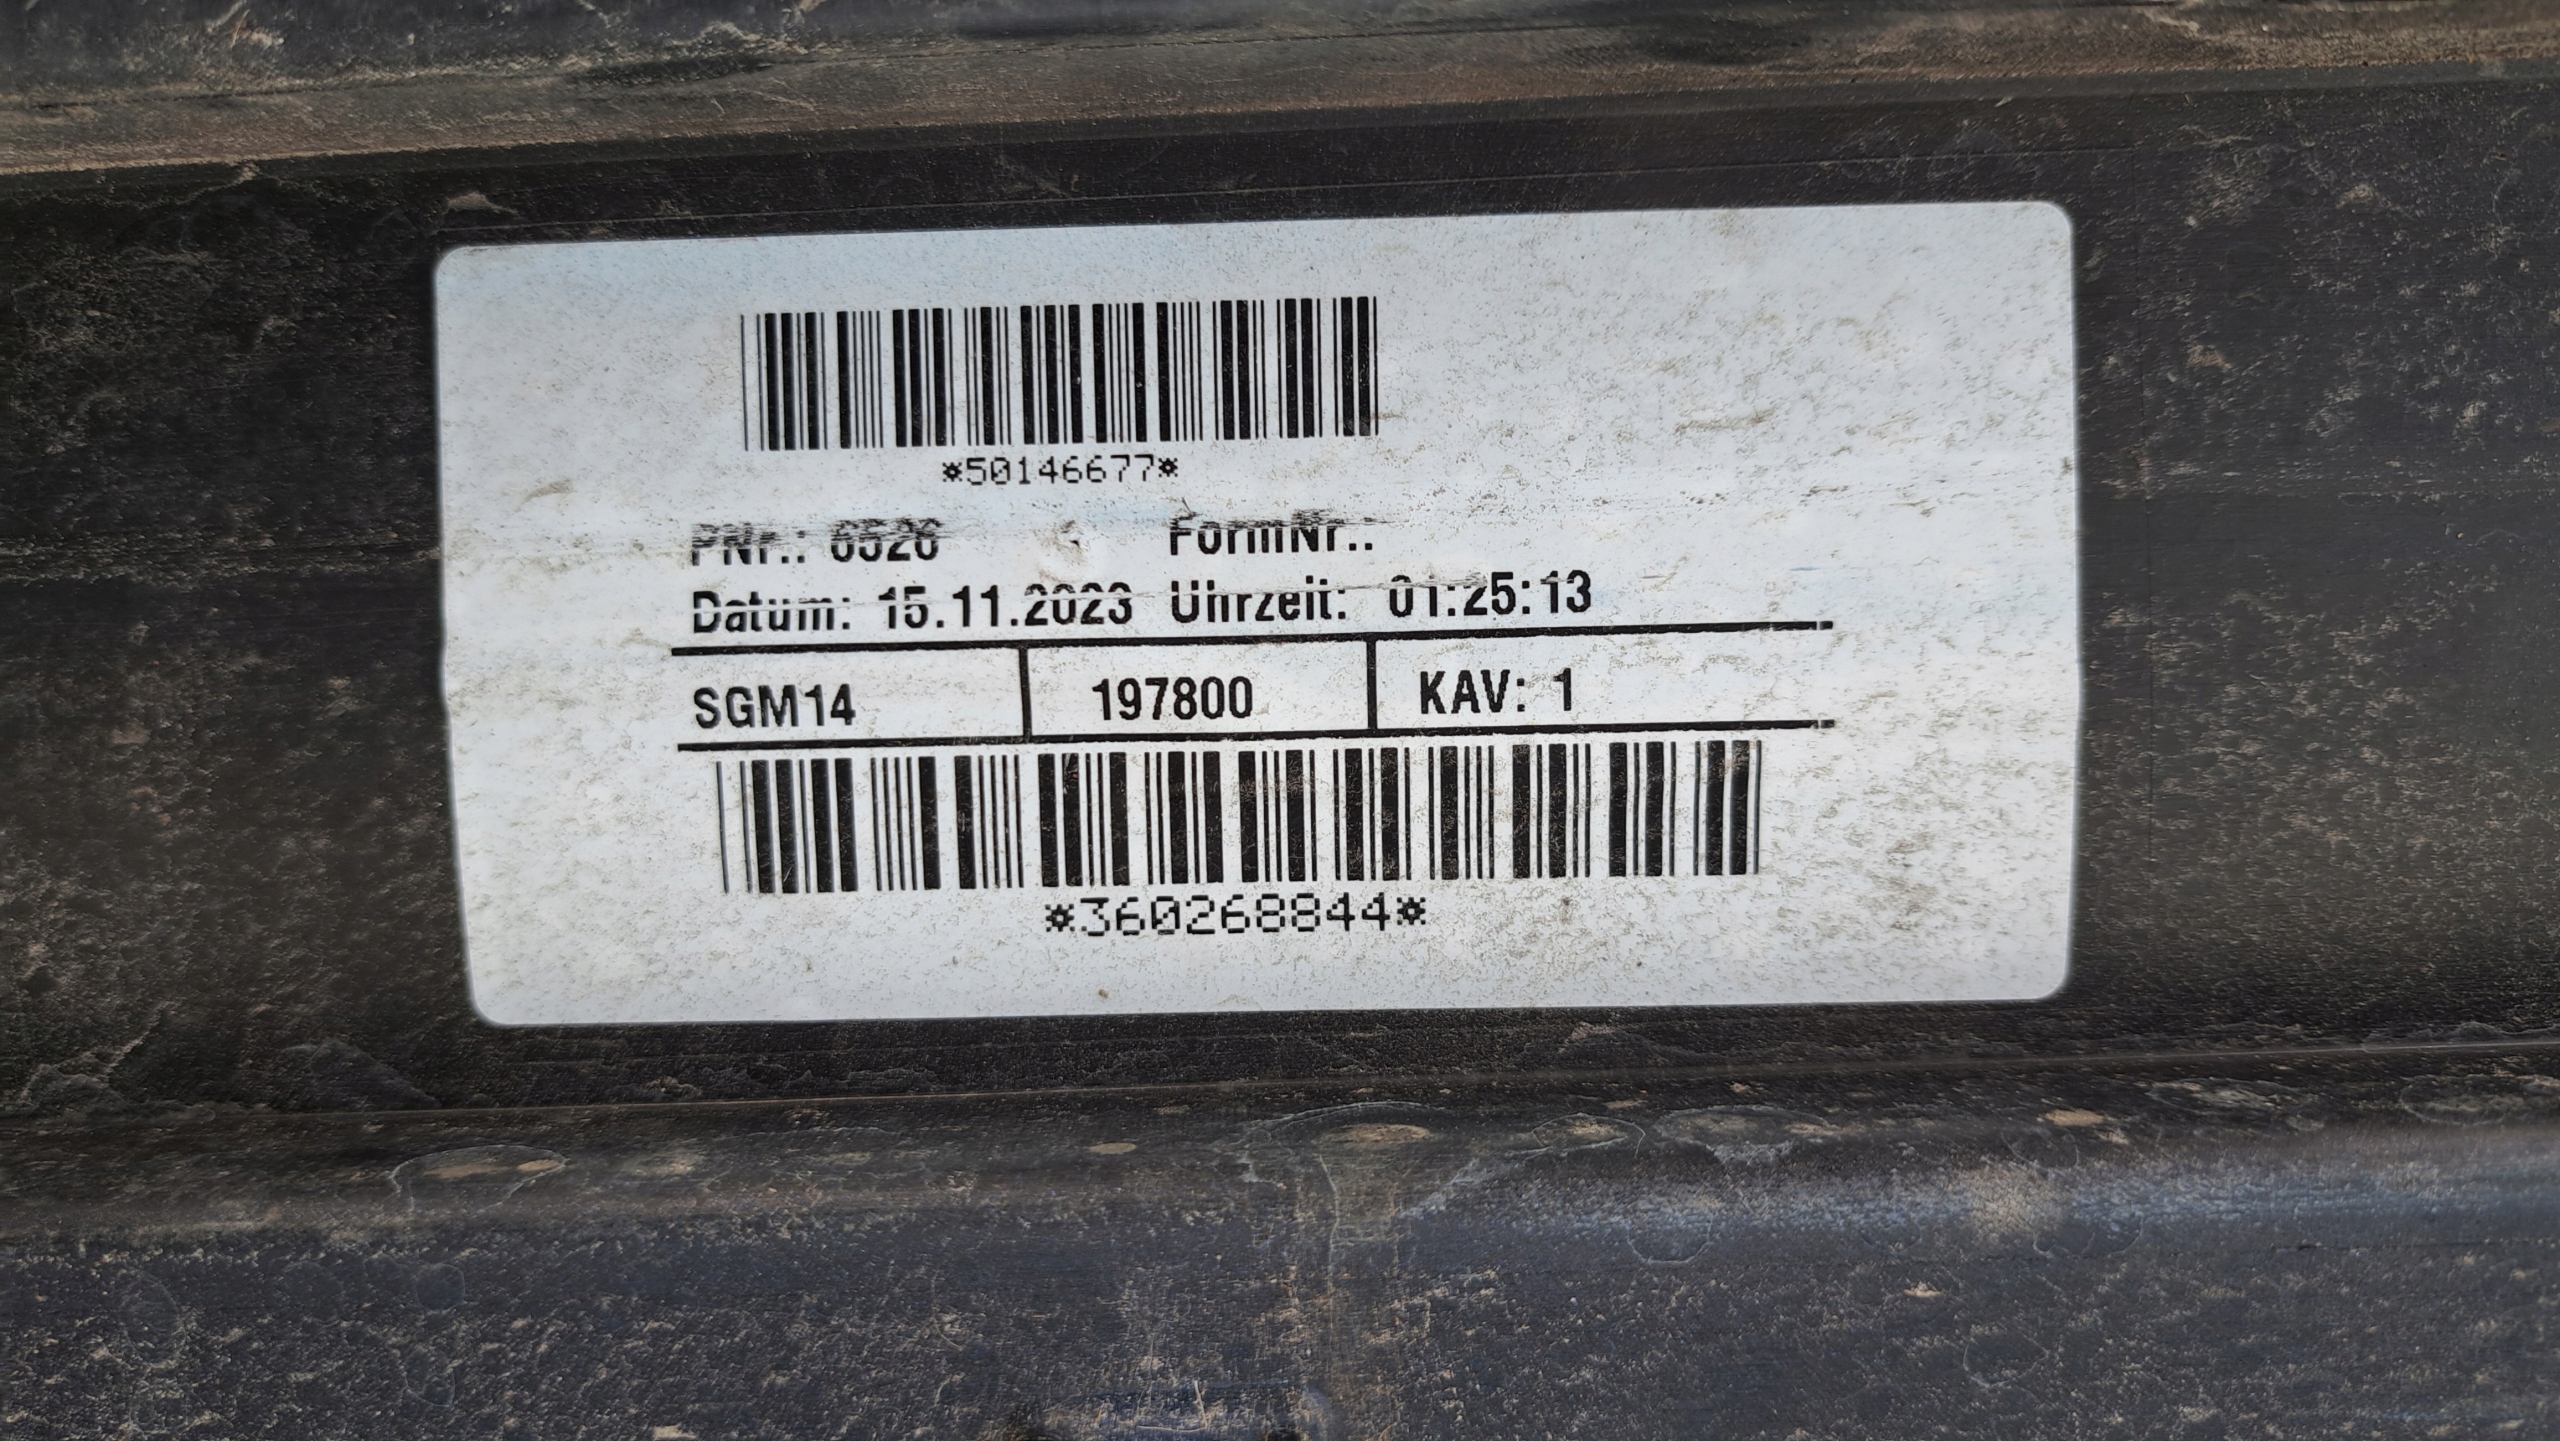 *50146677*
PNr.: 6526 FormNr.:
Datum: 15.11.2023 Uhrzeit: 01:25:13
SGM14 197800 KAV: 1
*360268844*